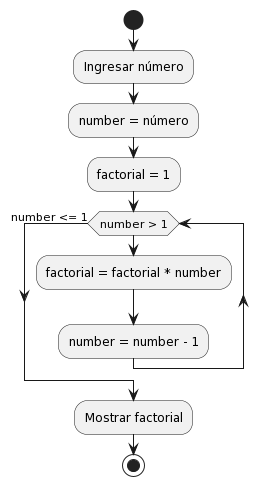 Ingresar número
number = número
factorial = 1
number <= 1
number > 1
factorial = factorial * number
number = number - 1
Mostrar factorial